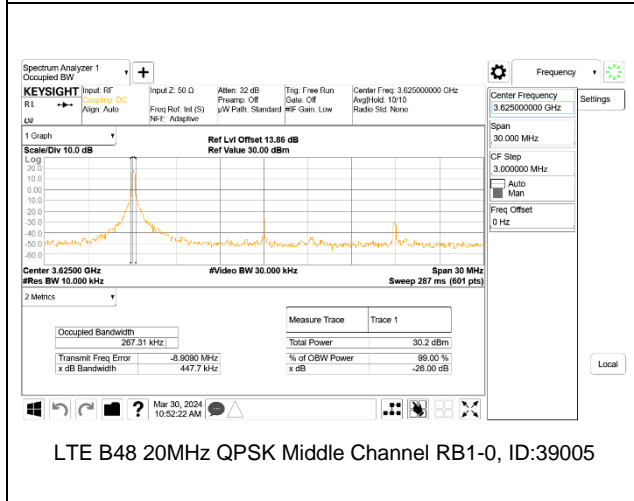 Spectrum Analyzer 1
Occupied BW
Frequency
KEYSIGHT Input: RF Input Z: 50 Ω Atten: 32 dB Trig: Free Run Center Freq: 3.625000000 GHz
Coupling: DC Preamp: Off Gate: Off Avg|Hold: 10/10
Align: Auto Freq Ref: Int (S) µW Path: Standard #IF Gain: Low Radio Std: None
NFE: Adaptive
Center Frequency
3.625000000 GHz
Settings
Span
30.000 MHz
CF Step
3.000000 MHz
Auto
Man
Freq Offset
0 Hz
1 Graph
Ref Lvl Offset 13.86 dB
Scale/Div 10.0 dB Ref Value 30.00 dBm
Log
20.0
10.0
0.00
-10.0
-20.0
-30.0
-40.0
-50.0
-60.0
Center 3.62500 GHz #Video BW 30.000 kHz Span 30 MHz
#Res BW 10.000 kHz Sweep 287 ms (601 pts)
2 Metrics
Measure Trace Trace 1
Occupied Bandwidth
267.31 kHz
Total Power 30.2 dBm
Transmit Freq Error -8.9090 MHz % of OBW Power 99.00 %
x dB Bandwidth 447.7 kHz x dB -26.00 dB
Local
Mar 30, 2024
10:52:22 AM
LTE B48 20MHz QPSK Middle Channel RB1-0, ID:39005